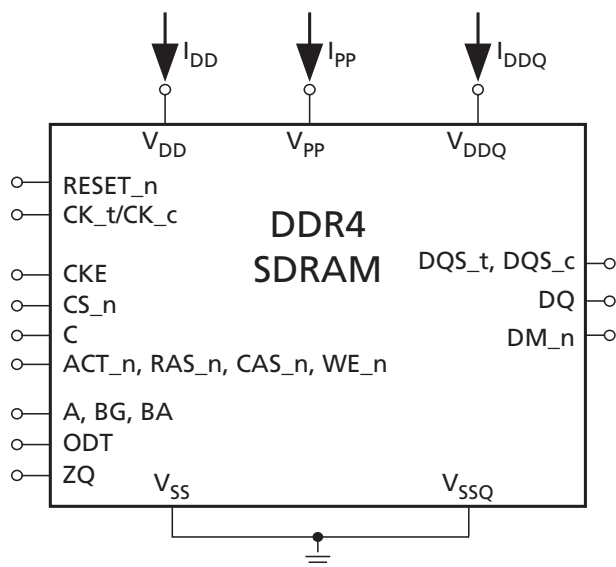 IDD IPP IDDQ
VDD VPP VDDQ
RESET_n
CK_t/CK_c
DDR4
SDRAM
CKE
CS_n
C
ACT_n, RAS_n, CAS_n, WE_n
A, BG, BA
ODT
ZQ
DQS_t, DQS_c
DQ
DM_n
VSS VSSQ